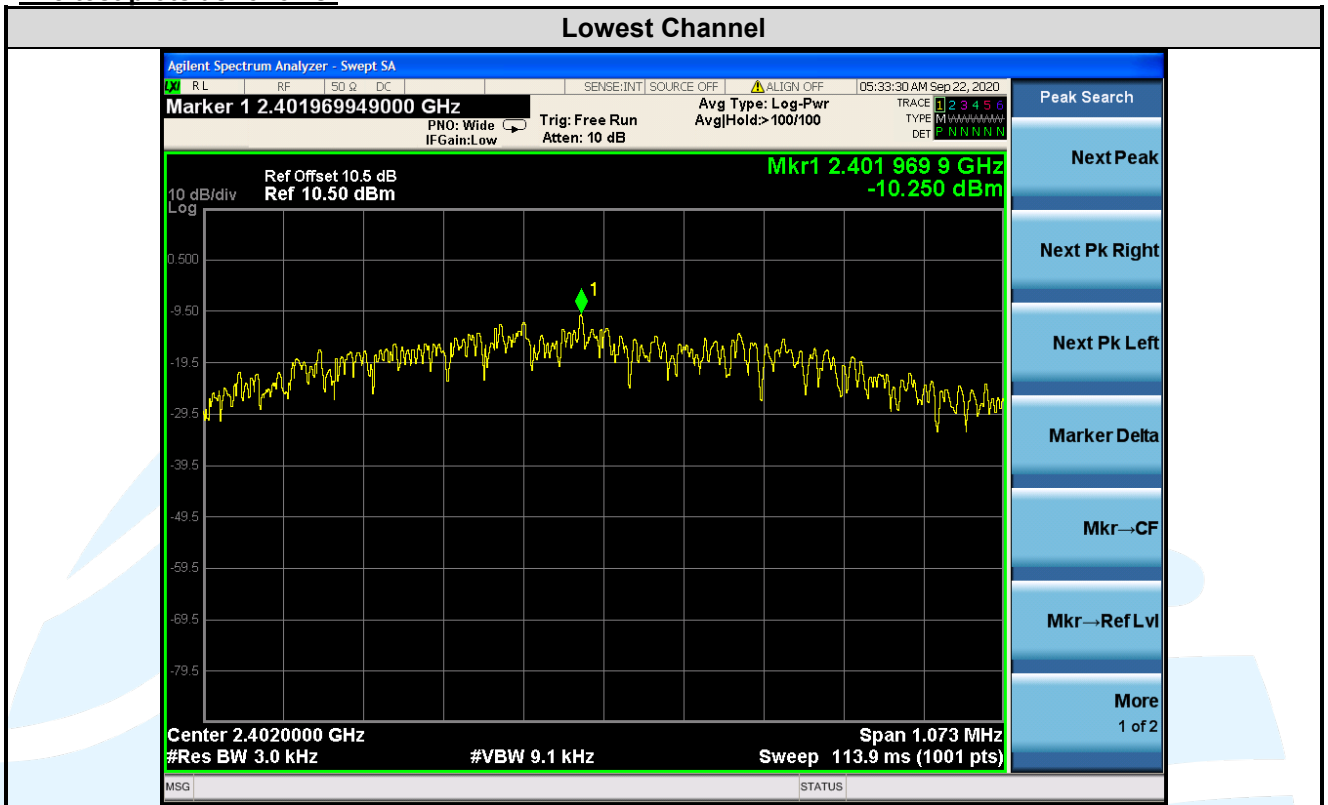 Lowest Channel
Agilent Spectrum Analyzer - Swept SA
LXI RL RF 50 Ω DC SENSE:INT SOURCE OFF ALIGN OFF 05:33:30 AM Sep 22, 2020
Marker 1 2.401969949000 GHz
PNO: Wide
IFGain:Low
Trig: Free Run
Atten: 10 dB
Avg Type: Log-Pwr
Avg|Hold:>100/100
TRACE 1 2 3 4 5 6
TYPE M WWWWW
DET P N N N N N
Ref Offset 10.5 dB
10 dB/div Ref 10.50 dBm
Log
Mkr1 2.401 969 9 GHz
-10.250 dBm
1
0.500
-9.50
-19.5
-29.5
-39.5
-49.5
-59.5
-69.5
-79.5
Center 2.4020000 GHz Span 1.073 MHz
#Res BW 3.0 kHz #VBW 9.1 kHz Sweep 113.9 ms (1001 pts)
MSG STATUS
Peak Search
Next Peak
Next Pk Right
Next Pk Left
Marker Delta
Mkr→CF
Mkr→Ref Lvl
More
1 of 2